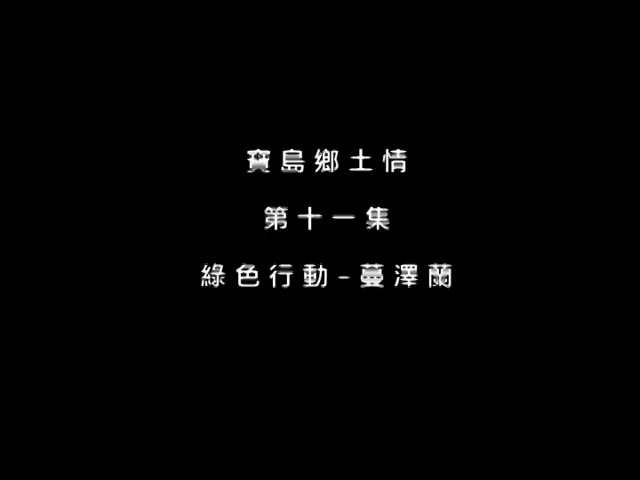 寶島鄉土情
第十一集
綠色行動-蔓澤蘭